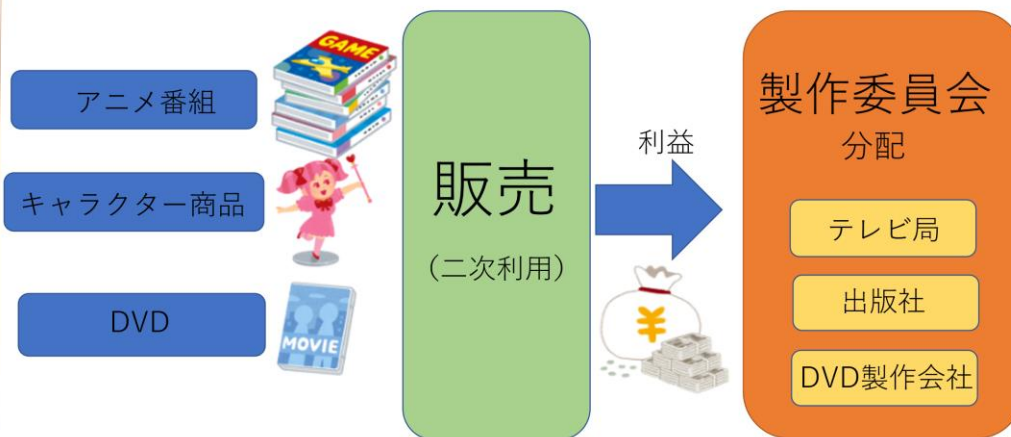 アニメ番組
GAME
キャラクター商品
DVD
MOVIE
販売
（二次利用）
利益
¥
製作委員会
分配
テレビ局
出版社
DVD製作会社